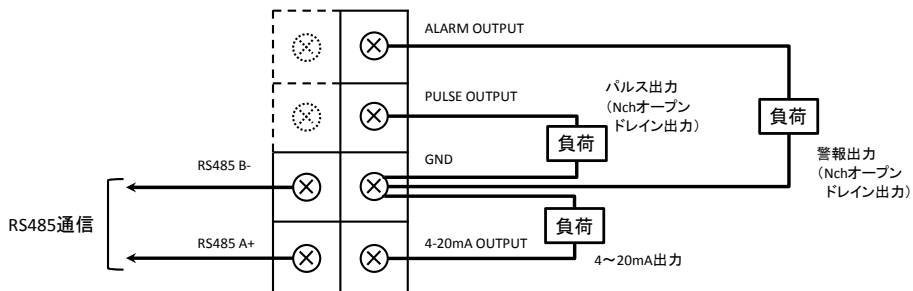 ALARM OUTPUT
パルス出力
（Nchオープン
ドレイン出力）
PULSE OUTPUT
負荷
負荷
警報出力
（Nchオープン
ドレイン出力）
RS485 B-
GND
RS485通信
負荷
RS485 A+
4-20mA OUTPUT
4～20mA出力